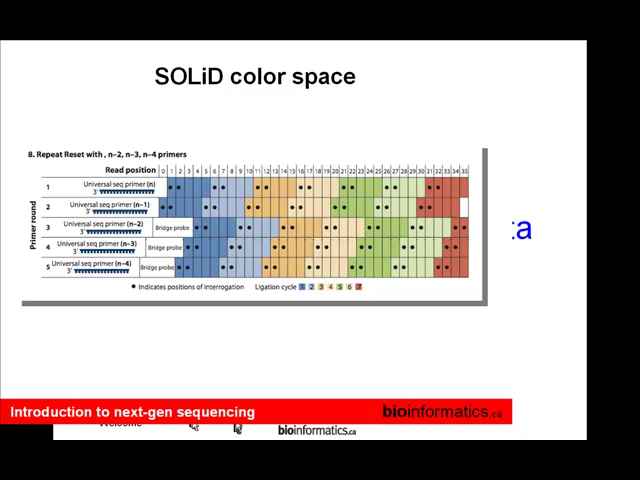 SOLiD color space
8. Repeat Reset with , n–2, n–3, n–4 primers
Read position 0 1 2 3 4 5 6 7 8 9 10 11 12 13 14 15 16 17 18 19 20 21 22 23 24 25 26 27 28 29 30 31 32 33 34 35
Primer round
1 Universal seq primer (n)
3'
2 Universal seq primer (n–1)
3'
3 Universal seq primer (n–2) Bridge probe
3'
4 Universal seq primer (n–3) Bridge probe
3'
5 Universal seq primer (n–4) Bridge probe
3'
• Indicates positions of interrogation Ligation cycle 1 2 3 4 5 6 7
ta
Introduction to next-gen sequencing bioinformatics.ca
Welcome
bioinformatics.ca